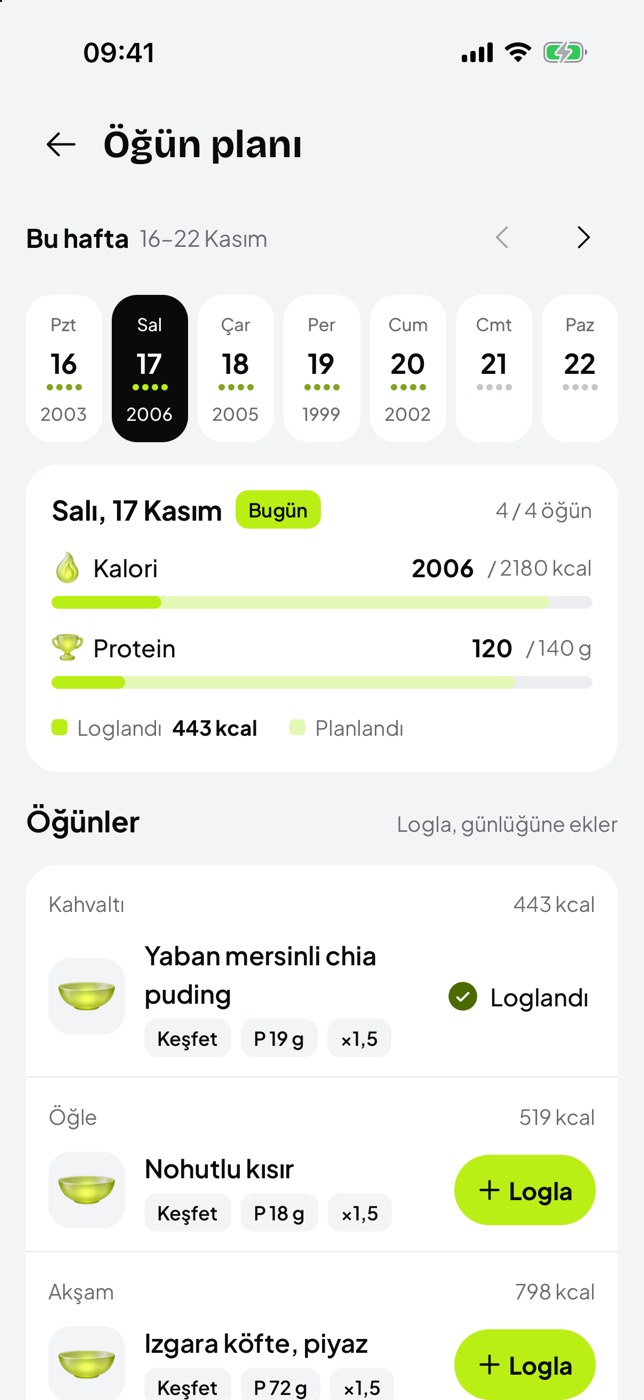 09:41
Öğün planı
Bu hafta 16–22 Kasım
Pzt Sal Çar Per Cum Cmt Paz
16 17 18 19 20 21 22
2003 2006 2005 1999 2002
Salı, 17 Kasım Bugün 4 / 4 öğün
Kalori 2006 / 2180 kcal
Protein 120 / 140 g
Loglandı 443 kcal Planlandı
Öğünler Logla, günlüğüne ekler
Kahvaltı 443 kcal
Yaban mersinli chia
puding
Loglandı
Keşfet P 19 g ×1,5
Öğle 519 kcal
Nohutlu kısır
+ Logla
Keşfet P 18 g ×1,5
Akşam 798 kcal
Izgara köfte, piyaz
+ Logla
Keşfet P 72 g ×1,5